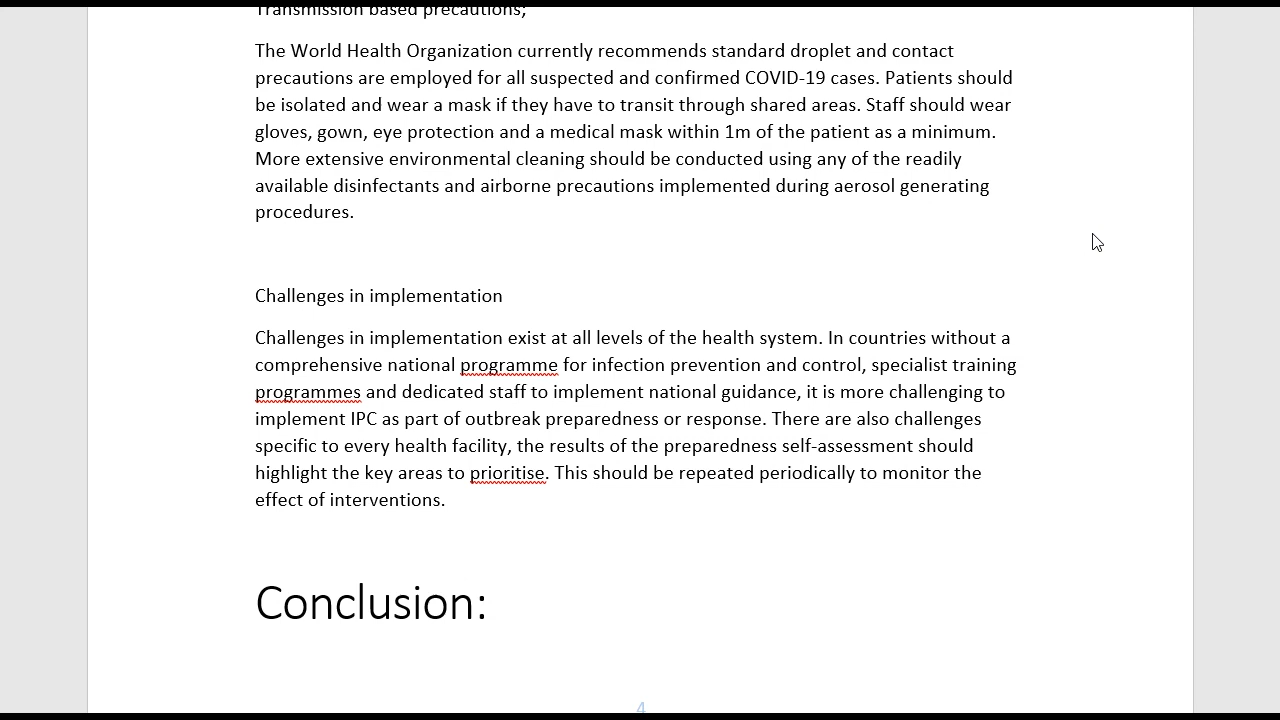 Transmission based precautions;
The World Health Organization currently recommends standard droplet and contact
precautions are employed for all suspected and confirmed COVID-19 cases. Patients should
be isolated and wear a mask if they have to transit through shared areas. Staff should wear
gloves, gown, eye protection and a medical mask within 1m of the patient as a minimum.
More extensive environmental cleaning should be conducted using any of the readily
available disinfectants and airborne precautions implemented during aerosol generating
procedures.
Challenges in implementation
Challenges in implementation exist at all levels of the health system. In countries without a
comprehensive national programme for infection prevention and control, specialist training
programmes and dedicated staff to implement national guidance, it is more challenging to
implement IPC as part of outbreak preparedness or response. There are also challenges
specific to every health facility, the results of the preparedness self-assessment should
highlight the key areas to prioritise. This should be repeated periodically to monitor the
effect of interventions.
Conclusion:
4